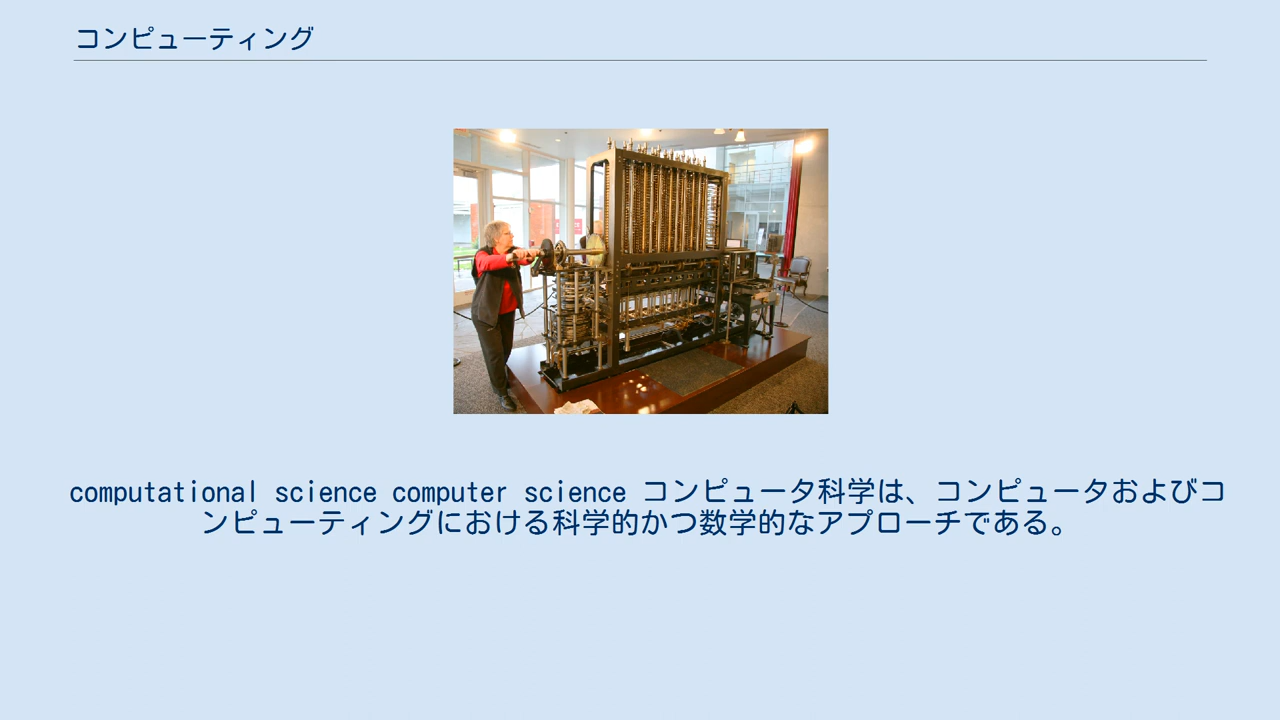 コンピューティング
computational science computer science コンピュータ科学は、コンピュータおよびコ
ンピューティングにおける科学的かつ数学的なアプローチである。